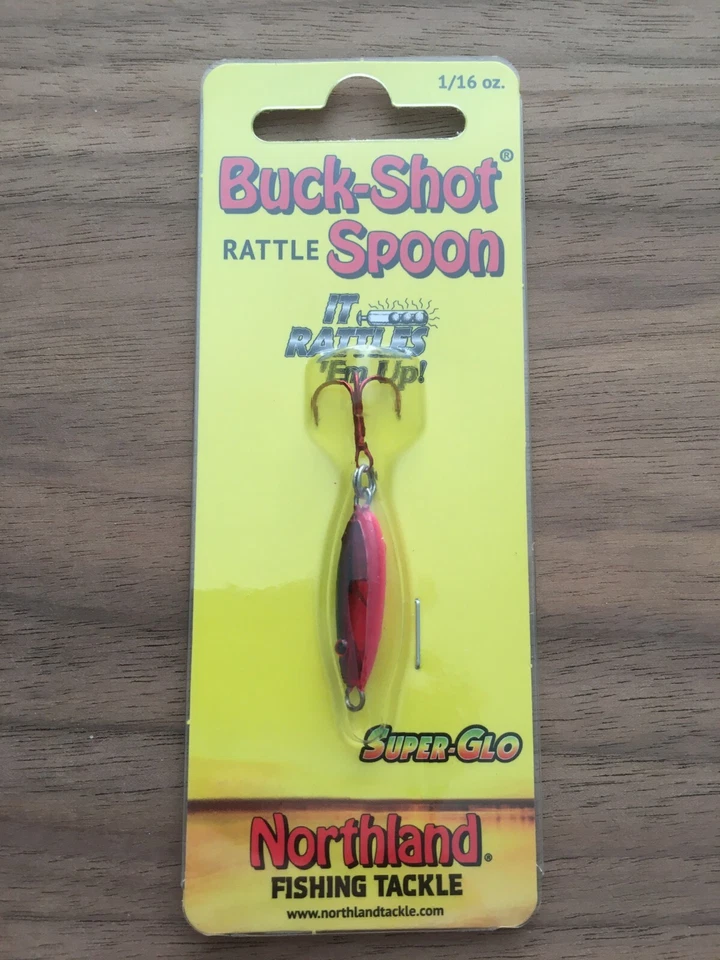 1/16 oz.
Buck-Shot®
RATTLE Spoon
IT
RATTLES
'Em Up!
Super-Glo
Northland®
FISHING TACKLE
www.northlandtackle.com